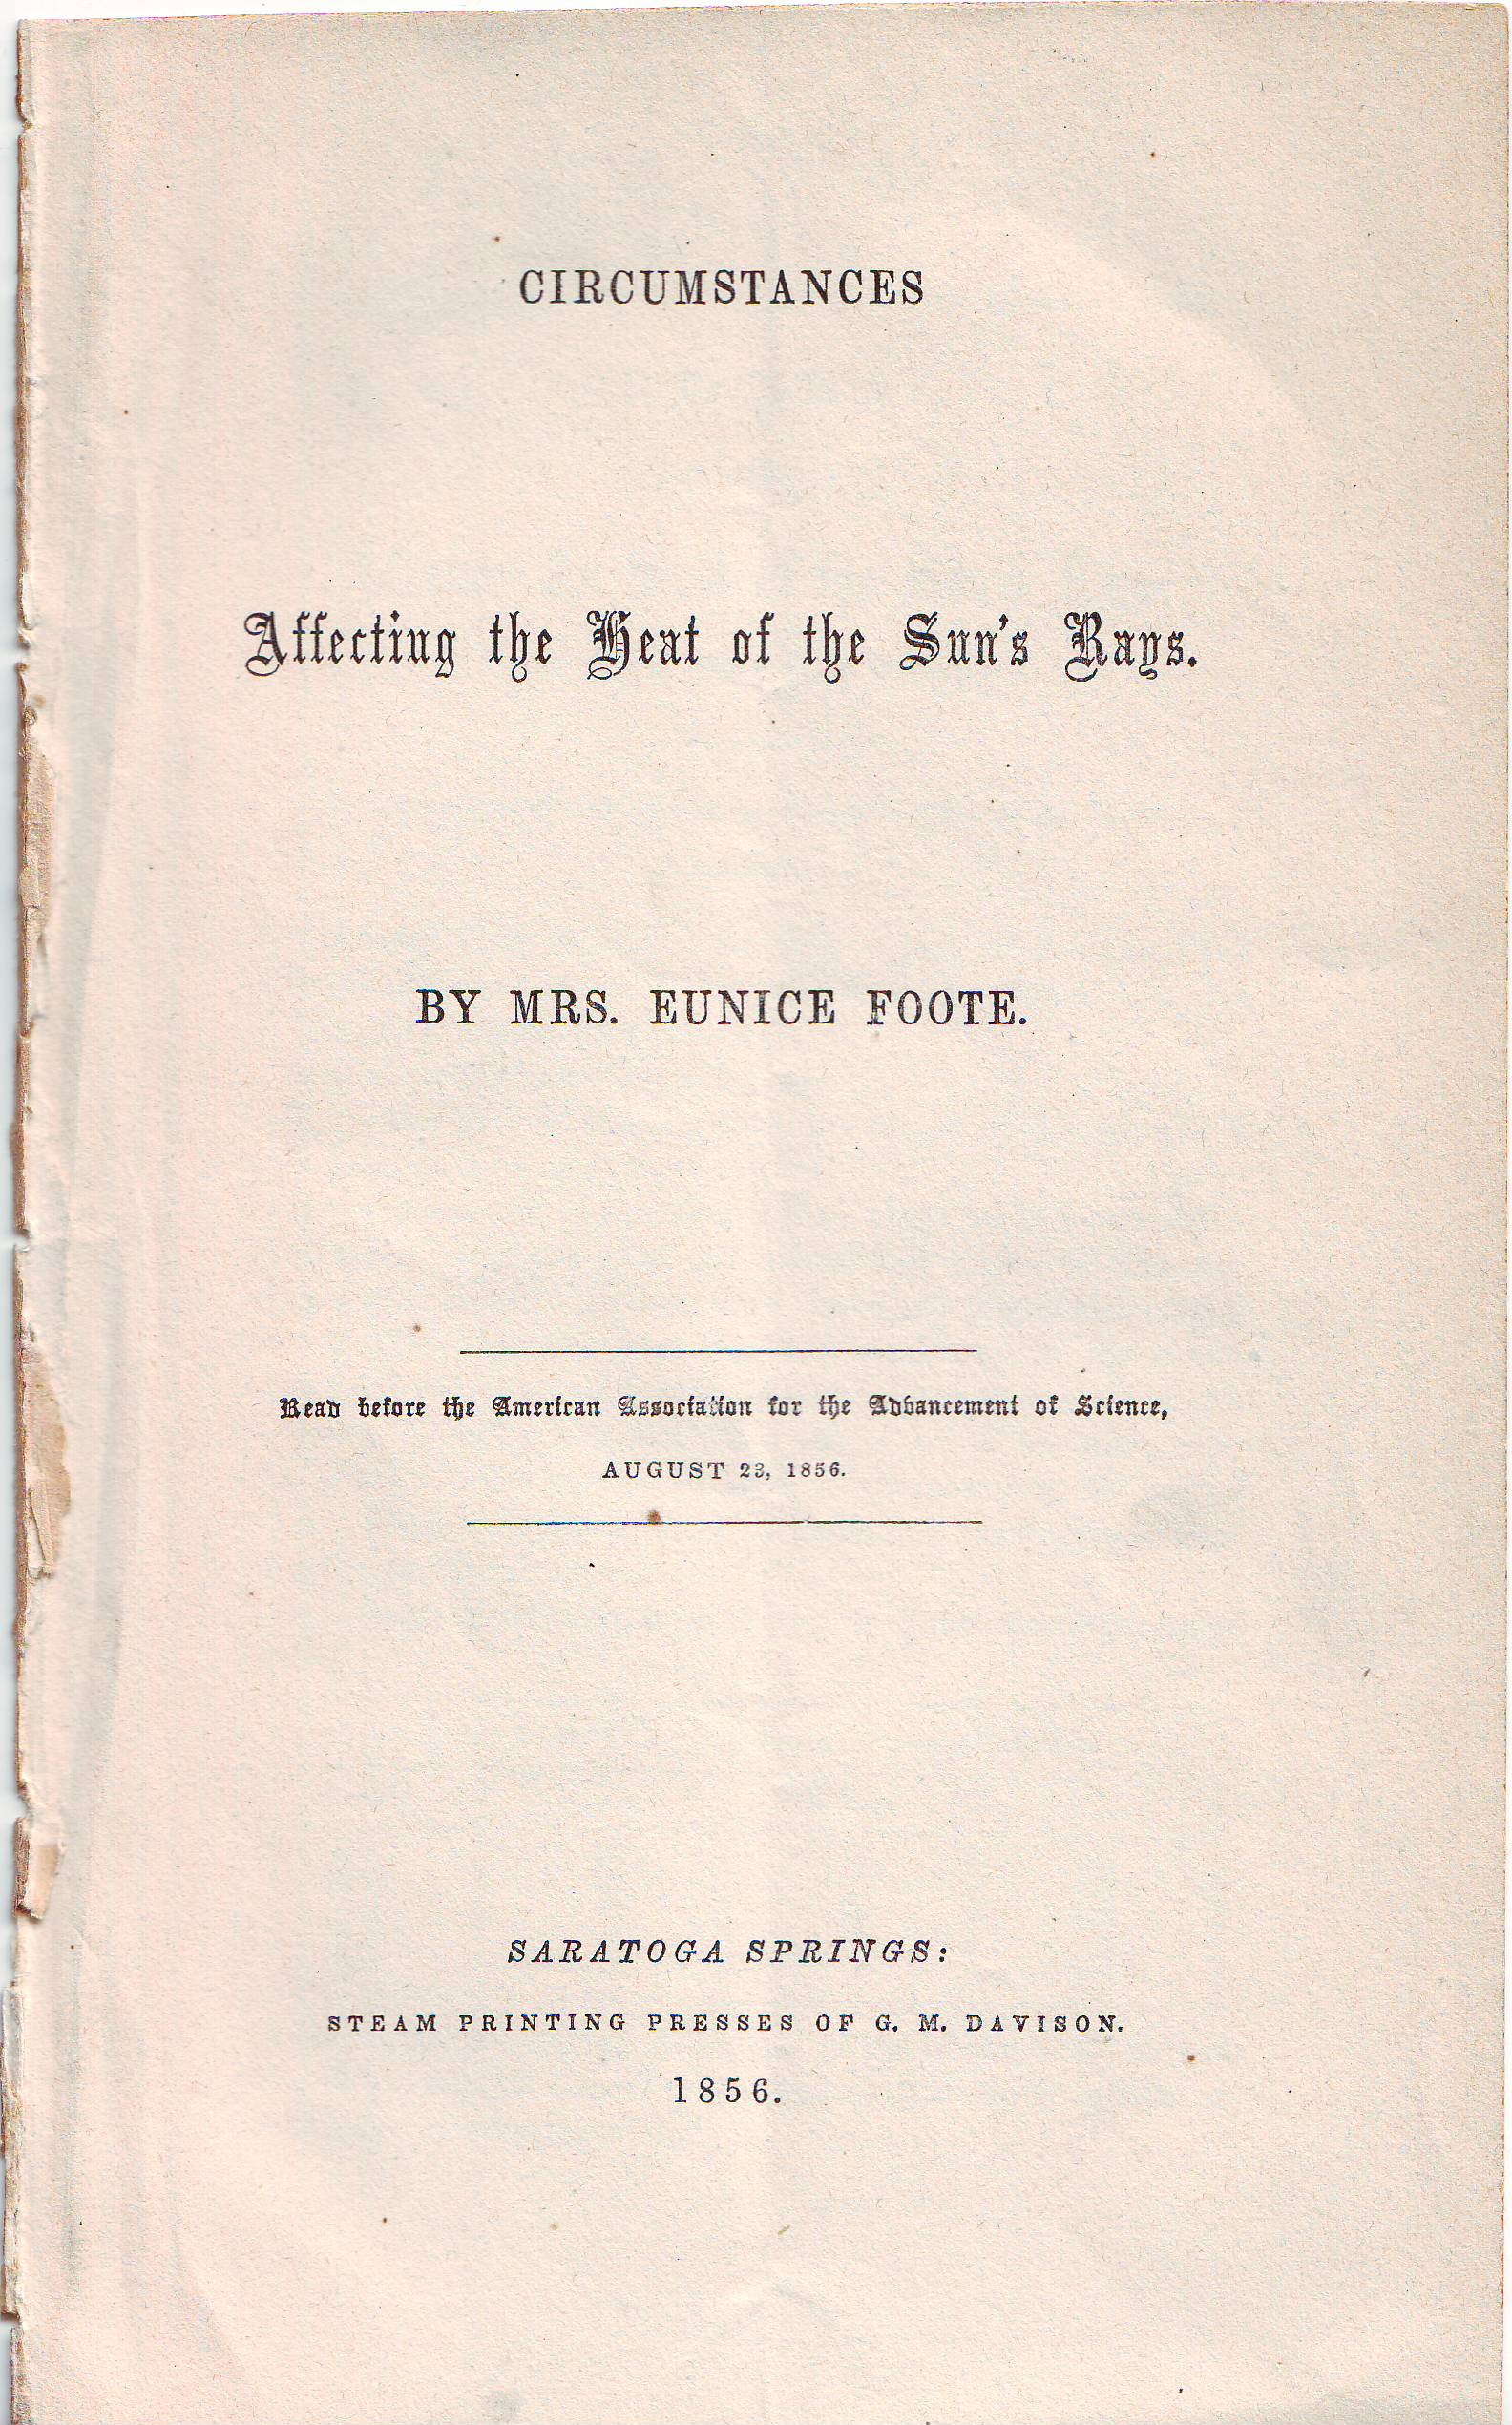 CIRCUMSTANCES
Affecting the Heat of the Sun's Rays.
BY MRS. EUNICE FOOTE.
Read before the American Association for the Advancement of Science,
AUGUST 23, 1856.
SARATOGA SPRINGS:
STEAM PRINTING PRESSES OF G. M. DAVISON.
1856.